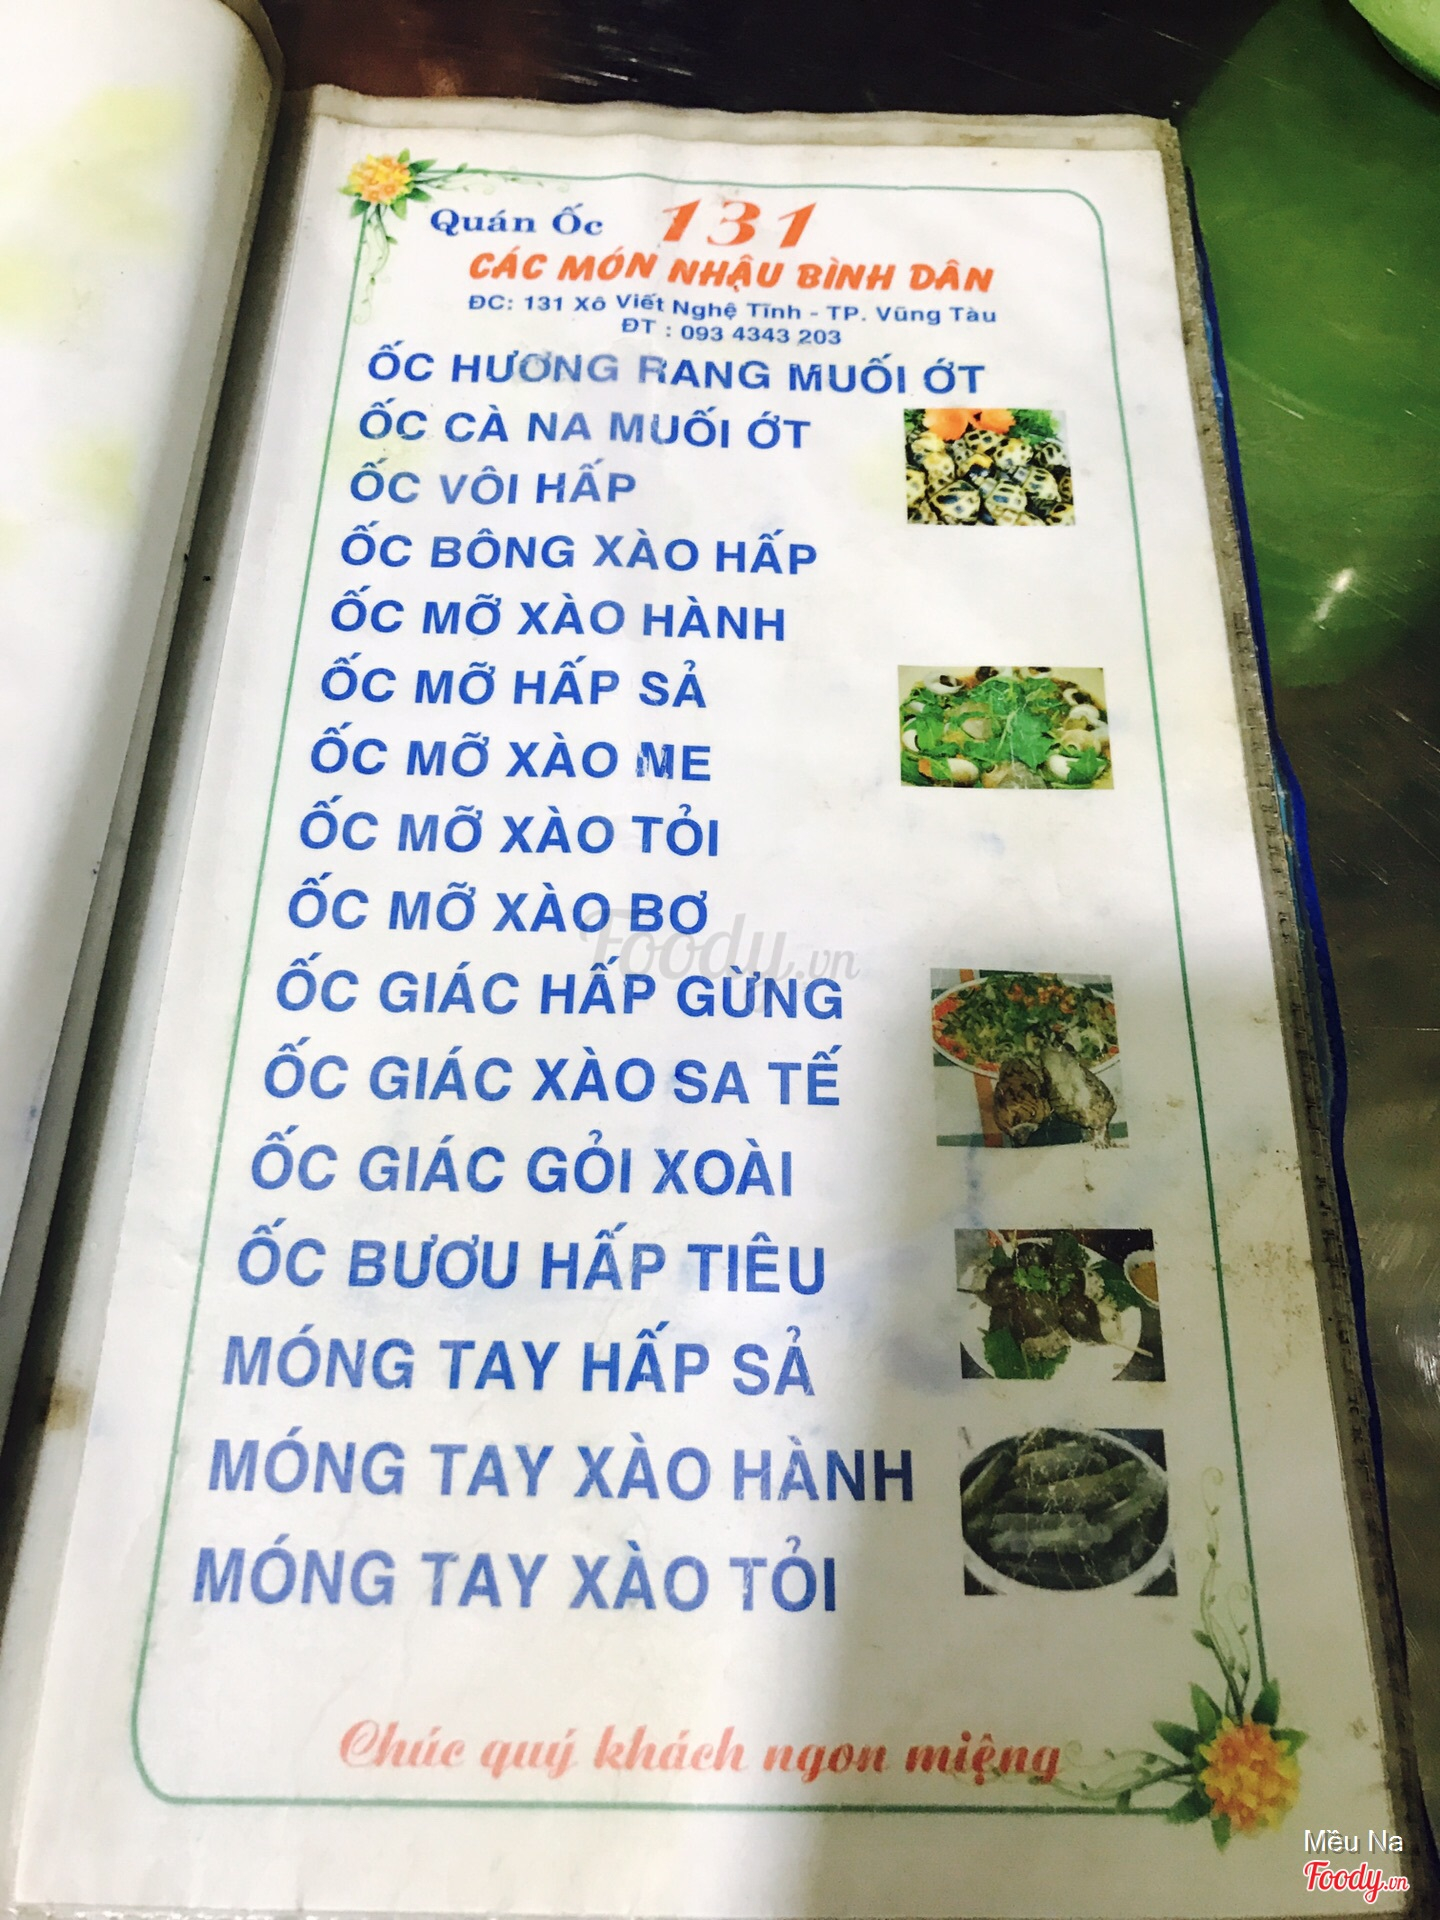 Quán Ốc 131
CÁC MÓN NHẬU BÌNH DÂN
ĐC: 131 Xô Viết Nghệ Tĩnh - TP. Vũng Tàu
ĐT : 093 4343 203
ỐC HƯƠNG RANG MUỐI ỚT
ỐC CÀ NA MUỐI ỚT
ỐC VÔI HẤP
ỐC BÔNG XÀO HẤP
ỐC MỠ XÀO HÀNH
ỐC MỠ HẤP SẢ
ỐC MỠ XÀO ME
ỐC MỠ XÀO TỎI
ỐC MỠ XÀO BƠ
Foody.vn
ỐC GIÁC HẤP GỪNG
ỐC GIÁC XÀO SA TẾ
ỐC GIÁC GỎI XOÀI
ỐC BƯƠU HẤP TIÊU
MÓNG TAY HẤP SẢ
MÓNG TAY XÀO HÀNH
MÓNG TAY XÀO TỎI
Chúc quý khách ngon miệng
Mều Na
Foody.vn